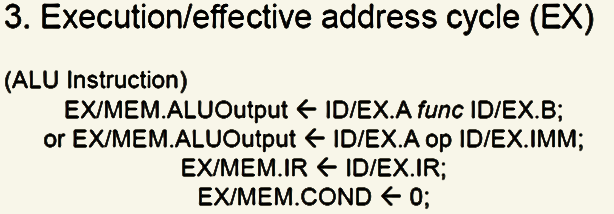 3. Execution/effective address cycle (EX)
(ALU Instruction)
EX/MEM.ALUOutput ← ID/EX.A func ID/EX.B;
or EX/MEM.ALUOutput ← ID/EX.A op ID/EX.IMM;
EX/MEM.IR ← ID/EX.IR;
EX/MEM.COND ← 0;